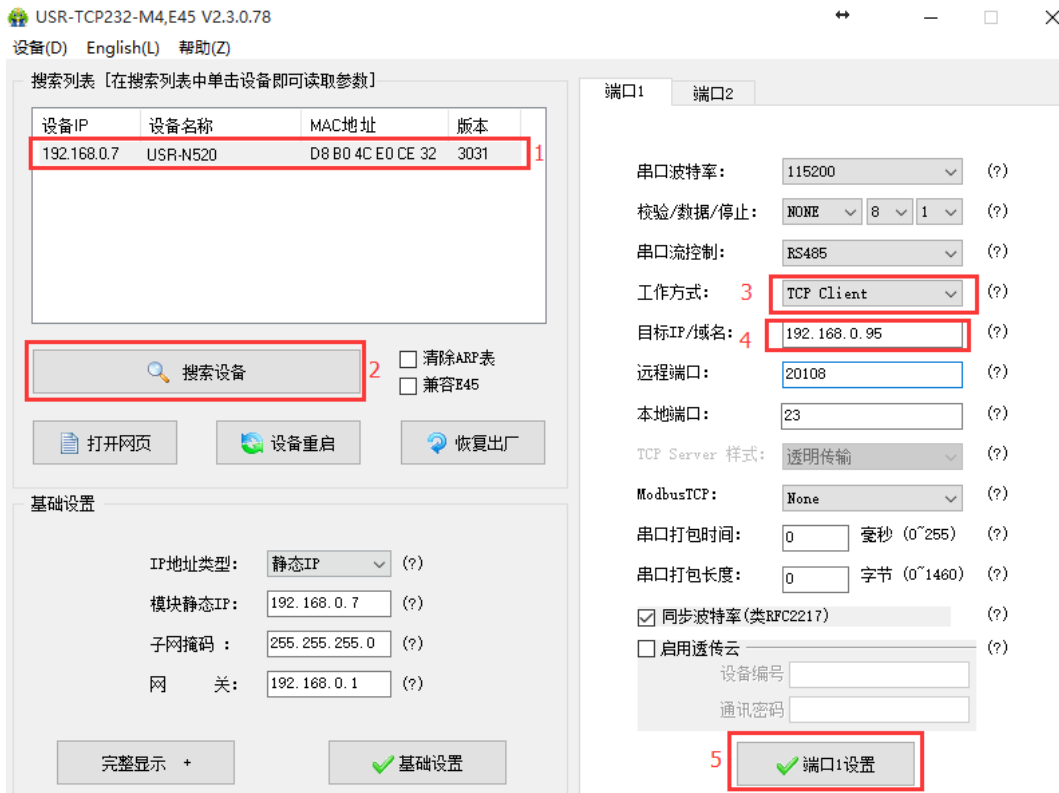 USR-TCP232-M4,E45 V2.3.0.78
设备(D) English(L) 帮助(Z)
搜索列表 [在搜索列表中单击设备即可读取参数]
设备IP 设备名称 MAC地址 版本
192.168.0.7 USR-N520 D8 B0 4C E0 CE 32 3031 1
搜索设备 2
清除ARP表
兼容E45
打开网页 设备重启 恢复出厂
基础设置
IP地址类型: 静态IP (?)
模块静态IP: 192.168.0.7 (?)
子网掩码 : 255.255.255.0 (?)
网 关: 192.168.0.1 (?)
完整显示 + 基础设置
端口1 端口2
串口波特率: 115200 (?)
校验/数据/停止: NONE 8 1 (?)
串口流控制: RS485 (?)
工作方式: 3 TCP Client (?)
目标IP/域名: 4 192.168.0.95 (?)
远程端口: 20108 (?)
本地端口: 23 (?)
TCP Server 样式: 透明传输 (?)
ModbusTCP: None (?)
串口打包时间: 0 毫秒 (0~255) (?)
串口打包长度: 0 字节 (0~1460) (?)
同步波特率(类RFC2217) (?)
启用透传云 (?)
设备编号
通讯密码
5 端口1设置